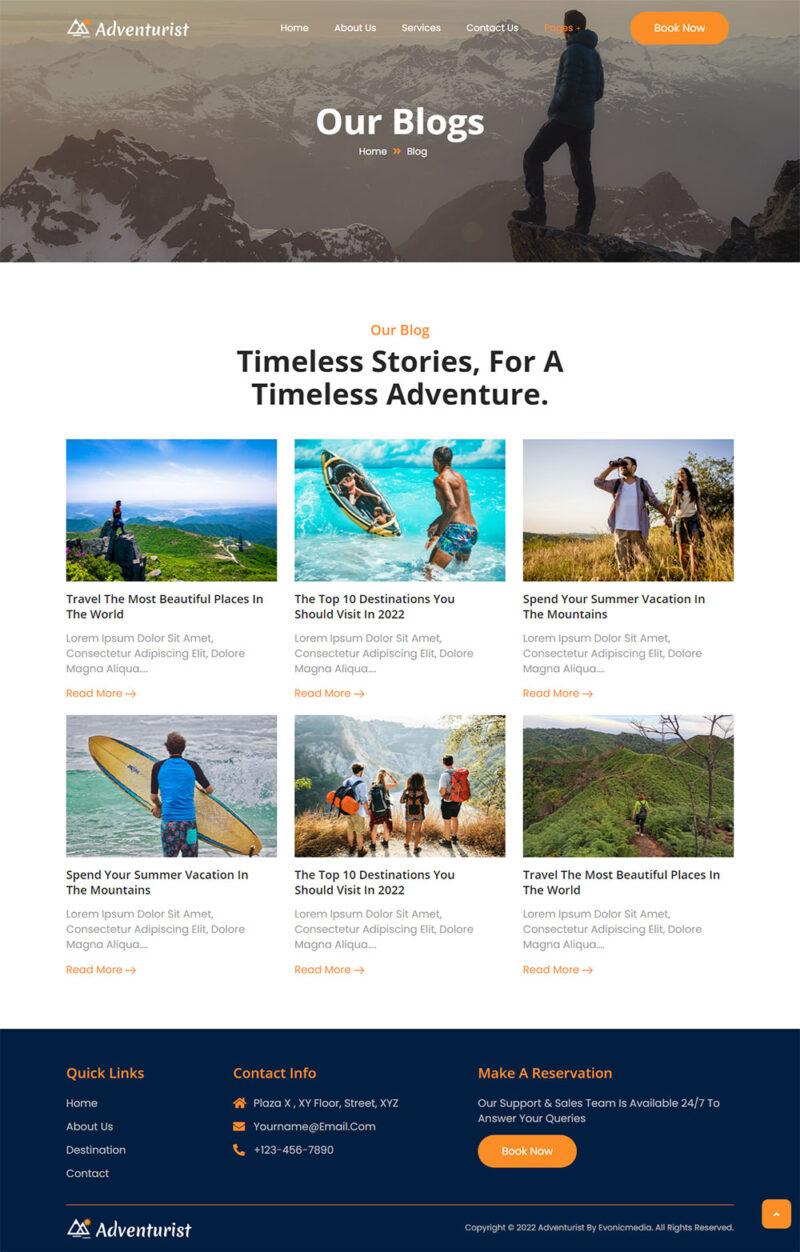 Adventurist
Home About Us Services Contact Us Pages + Book Now
Our Blogs
Home » Blog
Our Blog
Timeless Stories, For A
Timeless Adventure.
Travel The Most Beautiful Places In
The World
Lorem Ipsum Dolor Sit Amet,
Consectetur Adipiscing Elit, Dolore
Magna Aliqua....
Read More →
The Top 10 Destinations You
Should Visit In 2022
Lorem Ipsum Dolor Sit Amet,
Consectetur Adipiscing Elit, Dolore
Magna Aliqua....
Read More →
Spend Your Summer Vacation In
The Mountains
Lorem Ipsum Dolor Sit Amet,
Consectetur Adipiscing Elit, Dolore
Magna Aliqua....
Read More →
Spend Your Summer Vacation In
The Mountains
Lorem Ipsum Dolor Sit Amet,
Consectetur Adipiscing Elit, Dolore
Magna Aliqua....
Read More →
The Top 10 Destinations You
Should Visit In 2022
Lorem Ipsum Dolor Sit Amet,
Consectetur Adipiscing Elit, Dolore
Magna Aliqua....
Read More →
Travel The Most Beautiful Places In
The World
Lorem Ipsum Dolor Sit Amet,
Consectetur Adipiscing Elit, Dolore
Magna Aliqua....
Read More →
Quick Links
Home
About Us
Destination
Contact
Contact Info
Plaza X , XY Floor, Street, XYZ
Yourname@Email.Com
+123-456-7890
Make A Reservation
Our Support & Sales Team Is Available 24/7 To
Answer Your Queries
Book Now
Adventurist
Copyright © 2022 Adventurist By Evonicmedia. All Rights Reserved.